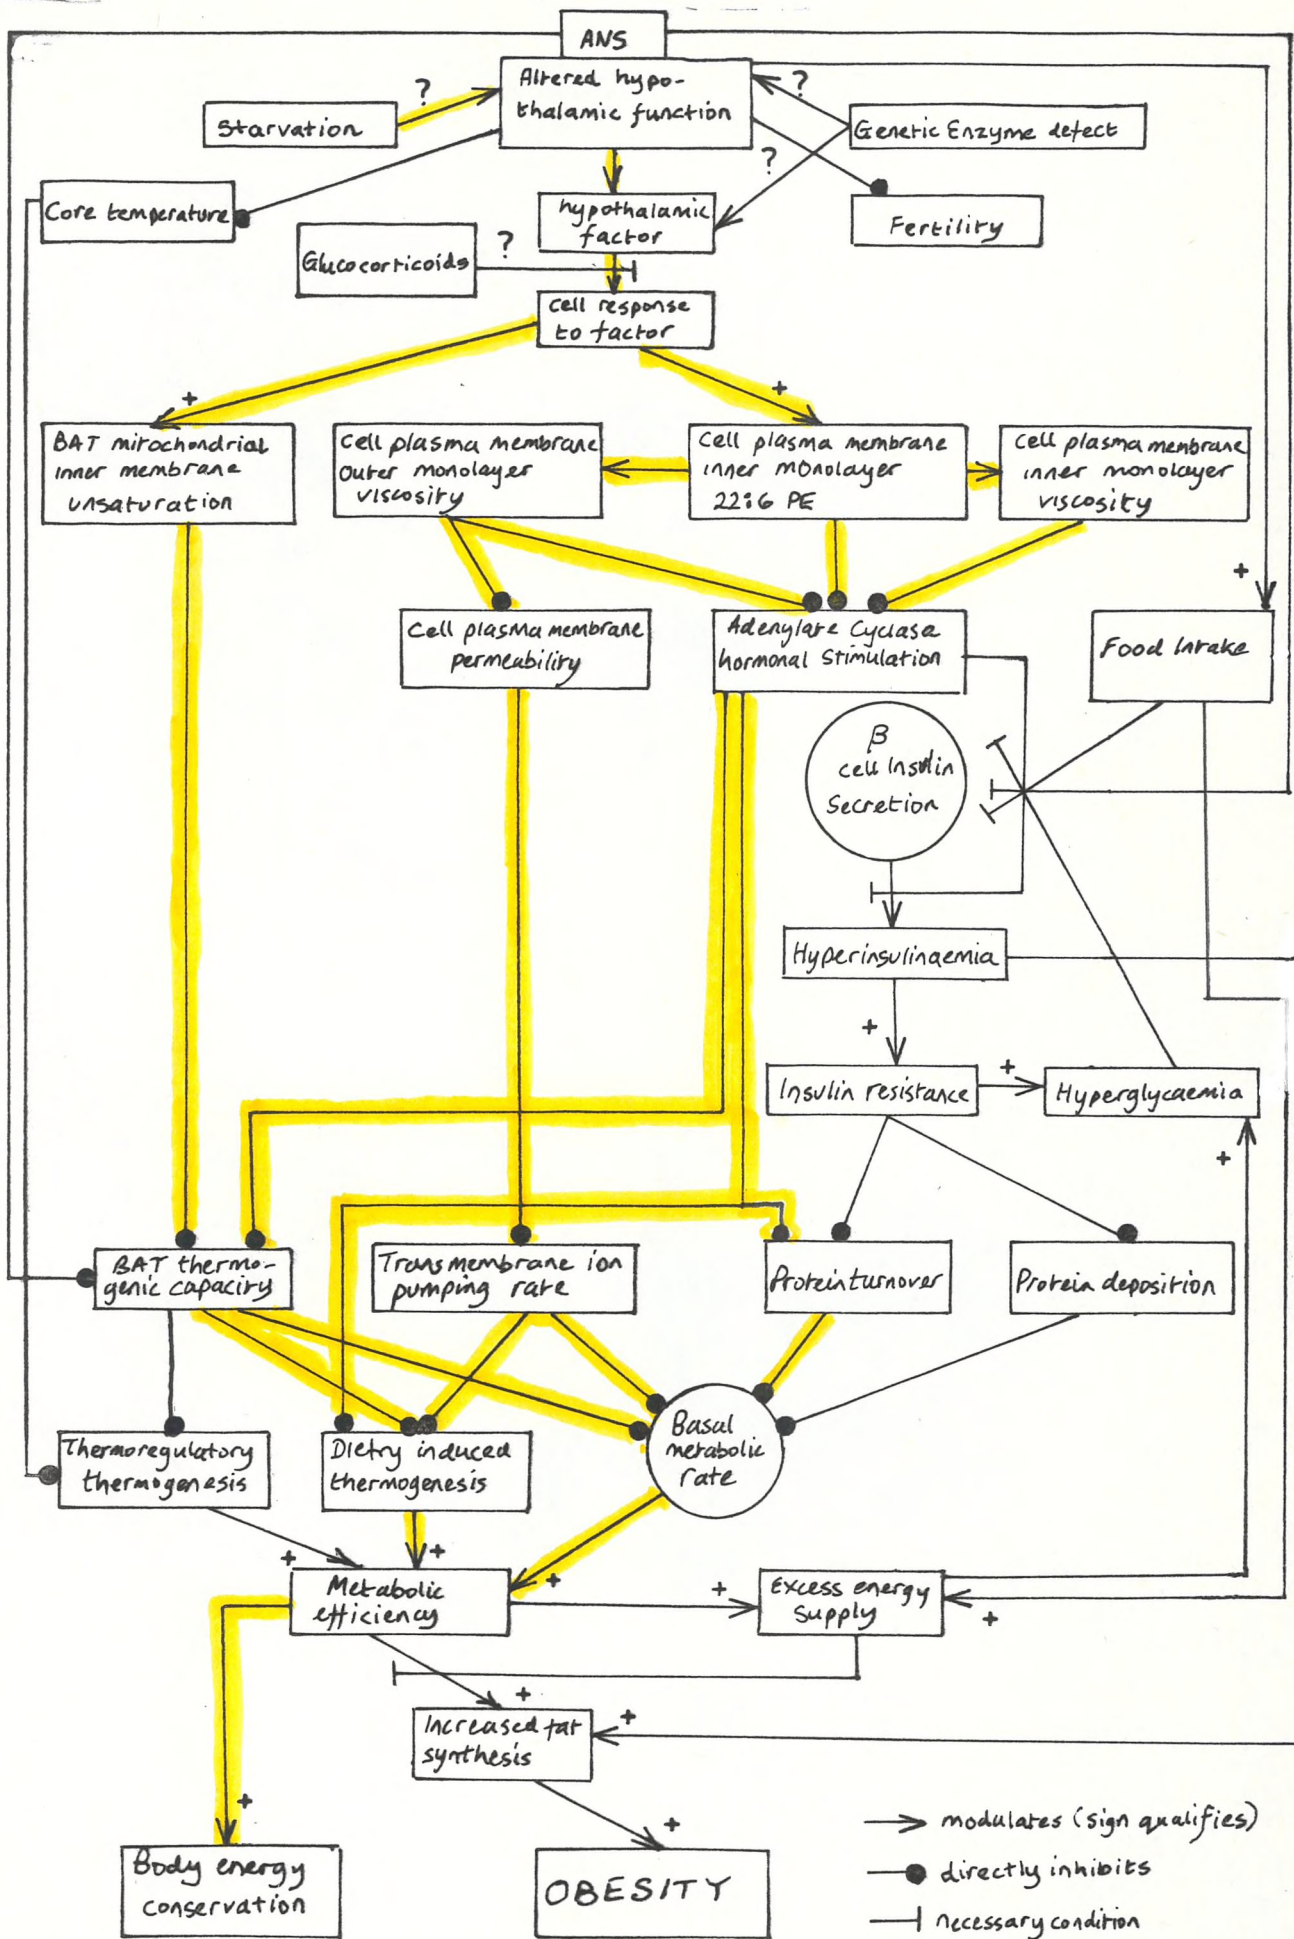 ANS
Altered hypo-
thalamic function
?
?
Starvation
Genetic Enzyme defect
?
Core temperature
hypothalamic
factor
Fertility
?
Glucocorticoids
Cell response
to factor
+
+
BAT mitochondrial
inner membrane
unsaturation
Cell plasma membrane
outer monolayer
viscosity
Cell plasma membrane
inner monolayer
22:6 PE
Cell plasma membrane
inner monolayer
viscosity
+
Cell plasma membrane
permeability
Adenylate Cyclase
hormonal stimulation
Food Intake
β
cell Insulin
Secretion
Hyperinsulinaemia
+
Insulin resistance
+
Hyperglycaemia
+
BAT thermo-
genic capacity
Transmembrane ion
pumping rate
Protein turnover
Protein deposition
Thermoregulatory
thermogenesis
Dietry induced
thermogenesis
Basal
metabolic
rate
+
+
+
Metabolic
efficiency
+
Excess energy
supply
+
+
Increased fat
synthesis
+
+
+
Body energy
conservation
OBESITY
modulates (sign qualifies)
directly inhibits
necessary condition